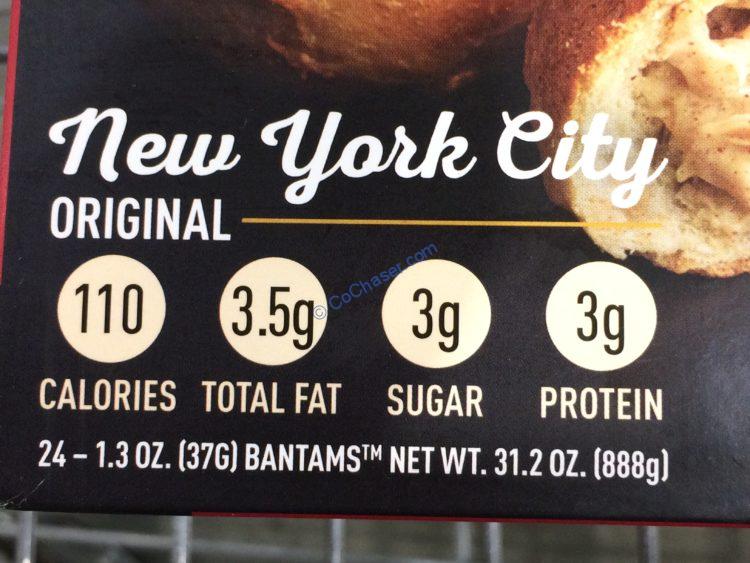 New York City
ORIGINAL
110 3.5g 3g 3g
CALORIES TOTAL FAT SUGAR PROTEIN
24 – 1.3 OZ. (37G) BANTAMS™ NET WT. 31.2 OZ. (888g)
© CoChaser.com